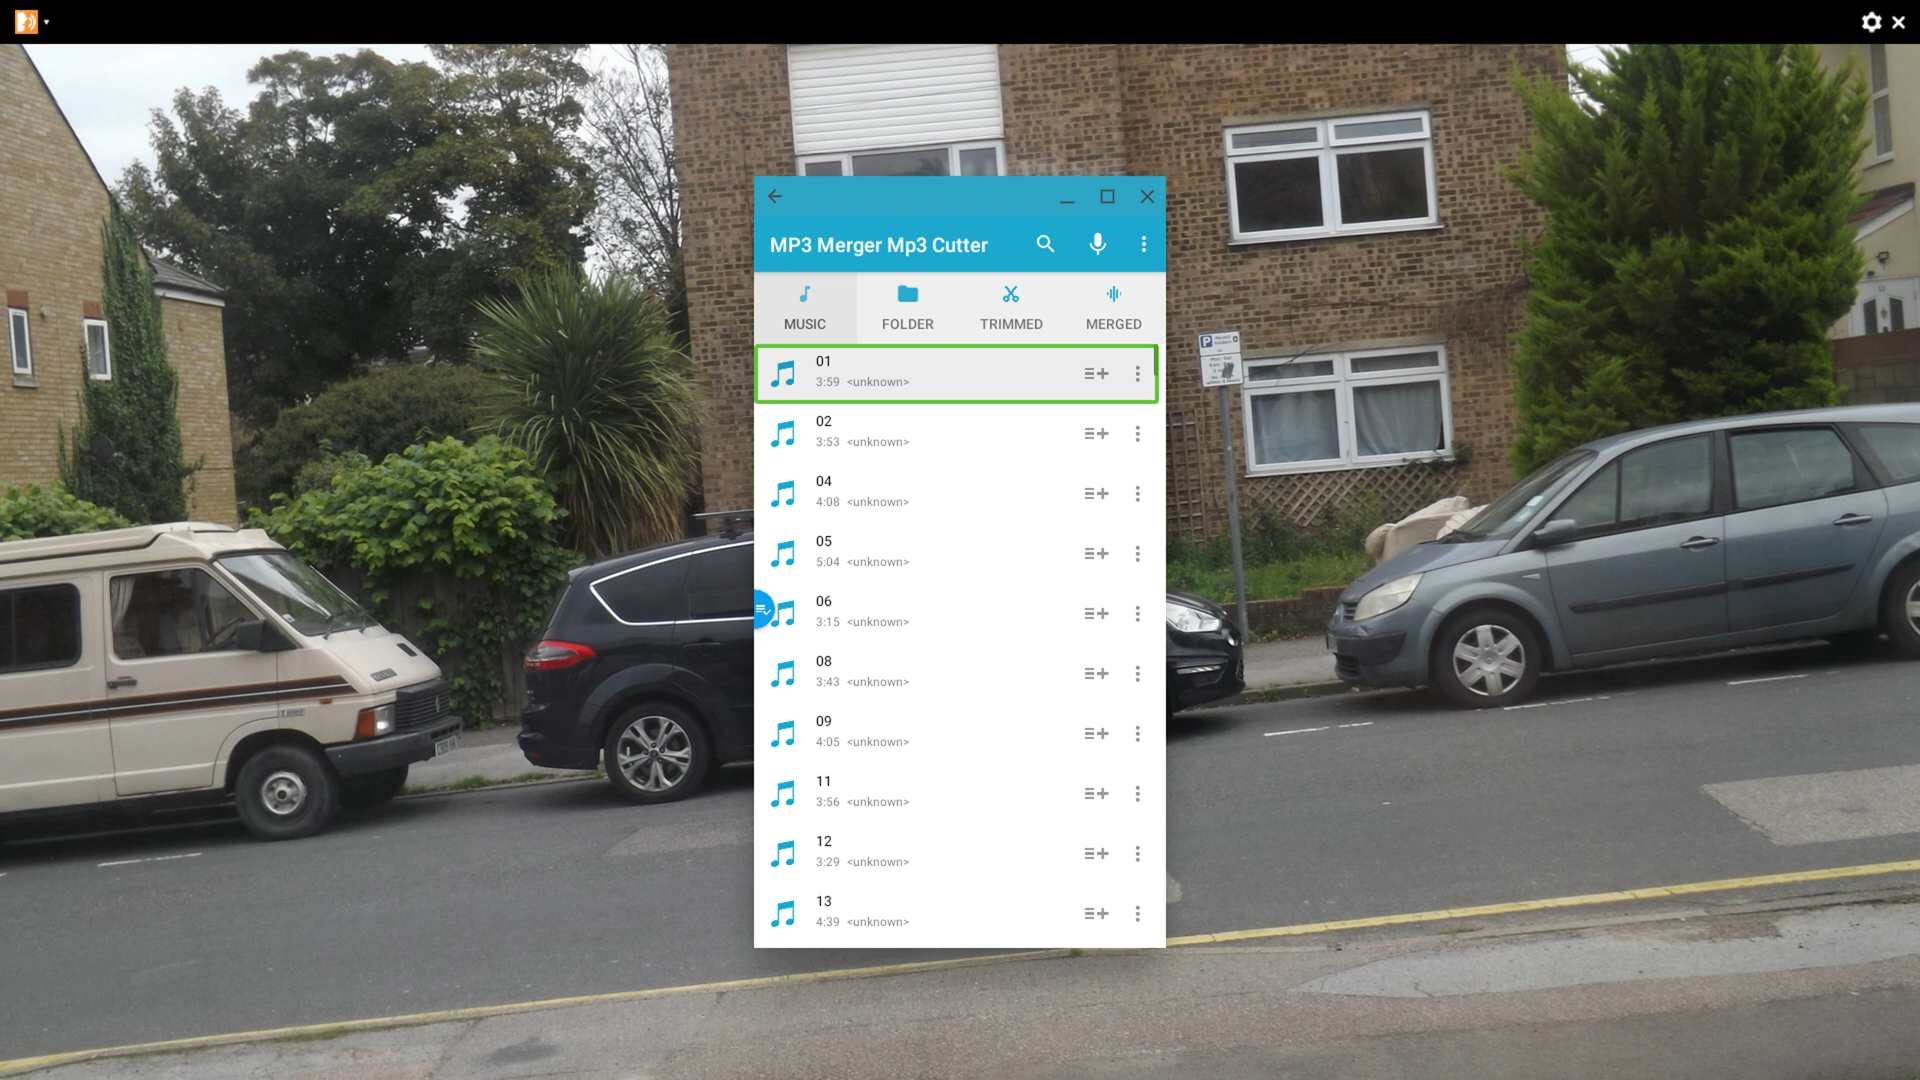 MP3 Merger Mp3 Cutter
MUSIC
FOLDER
TRIMMED
MERGED
01
3:59 <unknown>
02
3:53 <unknown>
04
4:08 <unknown>
05
5:04 <unknown>
06
3:15 <unknown>
08
3:43 <unknown>
09
4:05 <unknown>
11
3:56 <unknown>
12
3:29 <unknown>
13
4:39 <unknown>
P